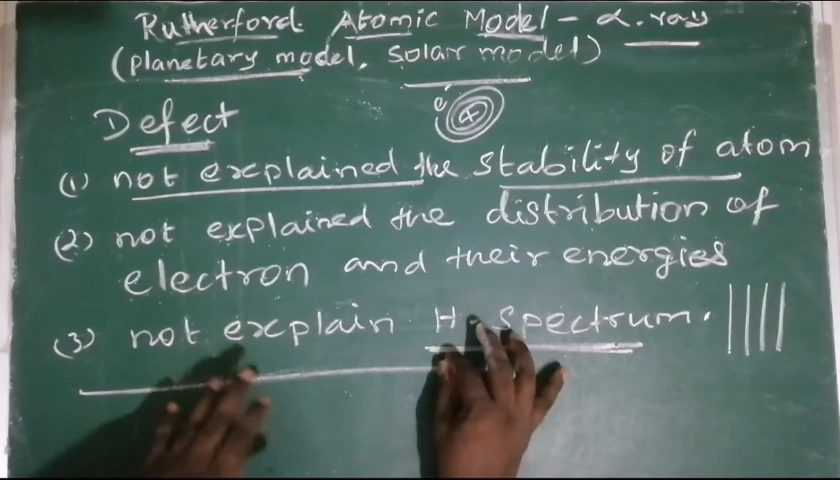 Rutherford Atomic Model - α.ray
(planetary model, solar model)
e⁻ +
Defect
(1) not explained the stability of atom
(2) not explained the distribution of
electron and their energies
(3) not explain H-spectrum.